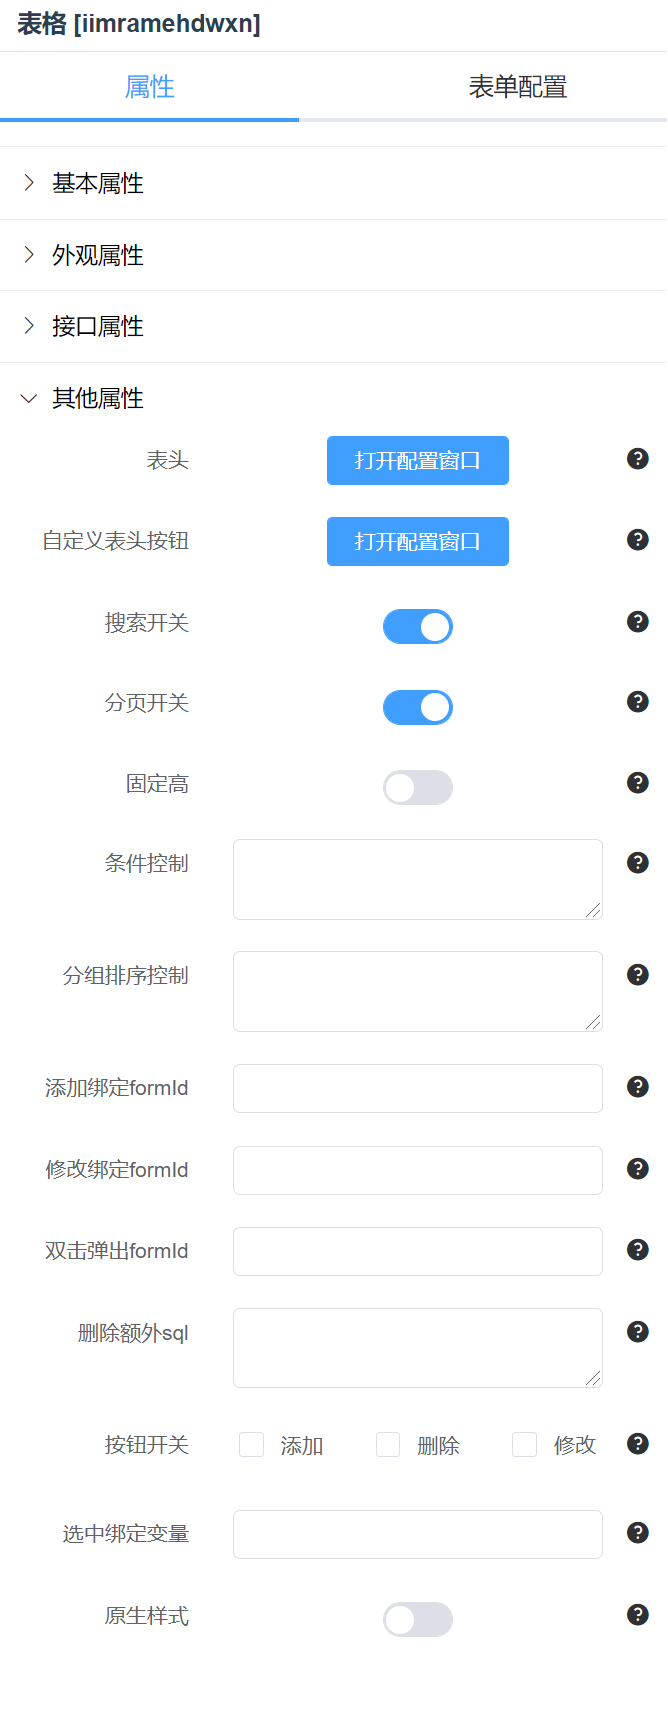 表格 [iimramehdwxn]
属性 表单配置
基本属性
外观属性
接口属性
其他属性
表头 打开配置窗口
自定义表头按钮 打开配置窗口
搜索开关
分页开关
固定高
条件控制
分组排序控制
添加绑定formId
修改绑定formId
双击弹出formId
删除额外sql
按钮开关 添加 删除 修改
选中绑定变量
原生样式